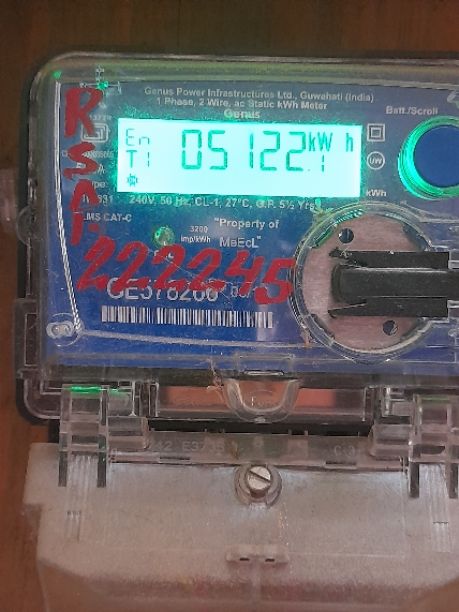 Genus Power Infrastructures Ltd., Guwahati (India)
1 Phase, 2 Wire, ac Static kWh Meter
Genus
Batt./Scroll
En
T1
05122.1 kW h
kWh
240V, 50 Hz, CL-1, 27°C, G.P. 5½ Yrs
LMS CAT-C
3200
imp/kWh
"Property of
MeECL"
RSA.
222245
GE578200